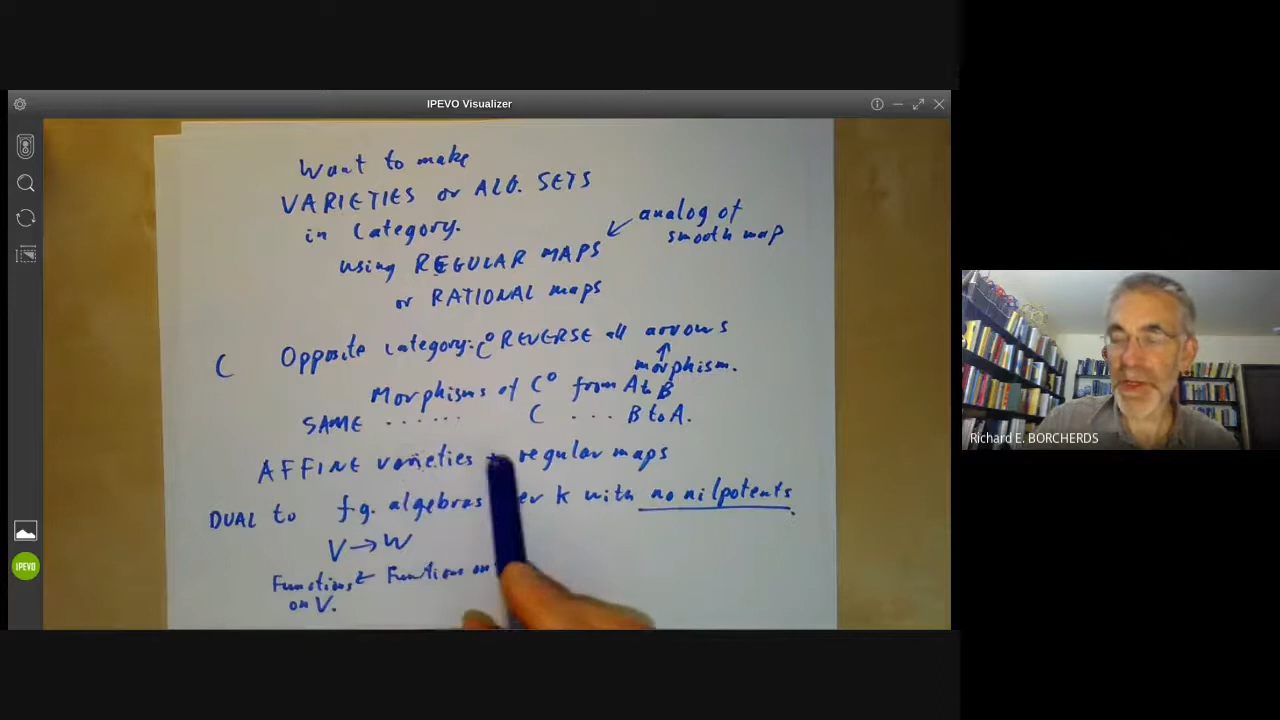 IPEVO Visualizer
Want to make
VARIETIES or ALG. SETS
in category.
using REGULAR MAPS
or RATIONAL maps
analog of
smooth map
C Opposite category: C° REVERSE all arrows
↑
morphism.
Morphisms of C° from A to B
SAME ...... C ... B to A.
AFFINE varieties + regular maps
DUAL to f.g. algebras k with no nilpotents.
V → W
Functions ← Functions on
on V.
Richard E. BORCHERDS
IPEVO